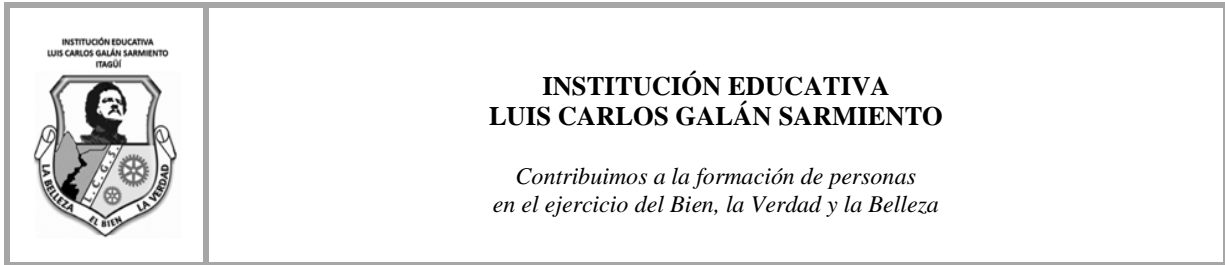 INSTITUCIÓN EDUCATIVA
LUIS CARLOS GALÁN SARMIENTO
ITAGÜÍ
L.C.G.S.
LA BELLEZA
EL BIEN
LA VERDAD
INSTITUCIÓN EDUCATIVA
LUIS CARLOS GALÁN SARMIENTO
Contribuimos a la formación de personas
en el ejercicio del Bien, la Verdad y la Belleza